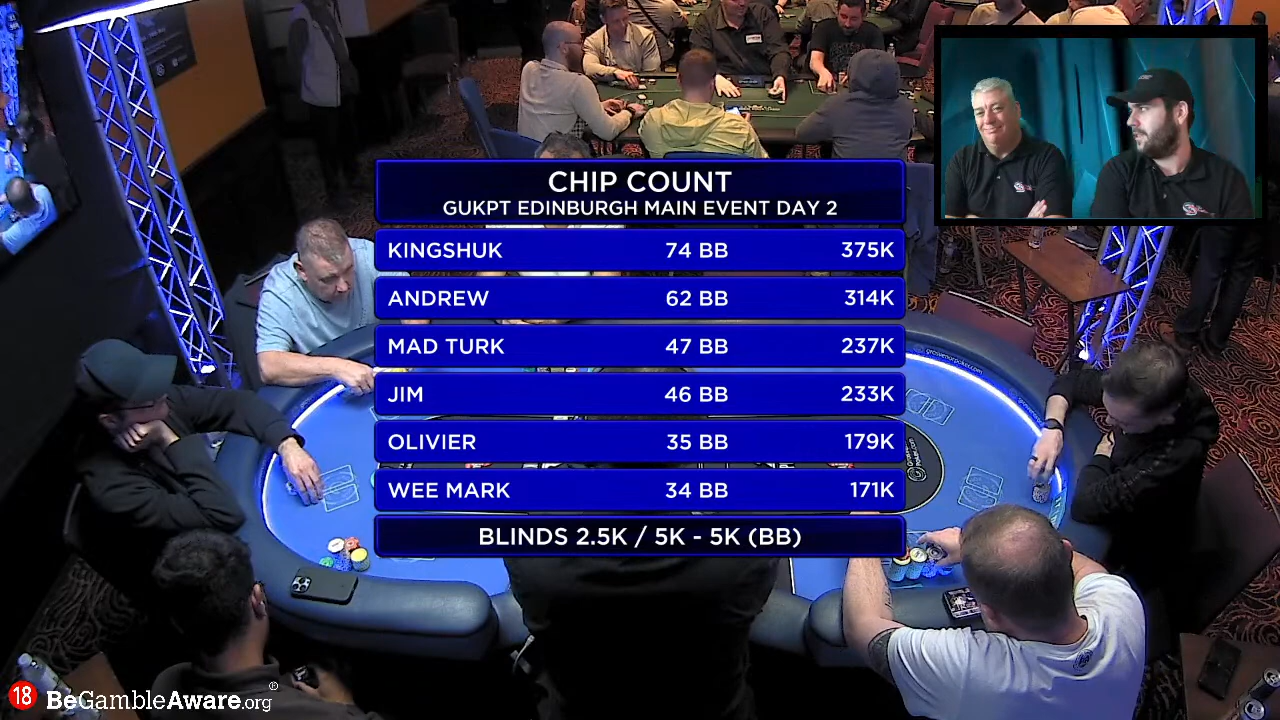 CHIP COUNT
GUKPT EDINBURGH MAIN EVENT DAY 2
KINGSHUK 74 BB 375K
ANDREW 62 BB 314K
MAD TURK 47 BB 237K
JIM 46 BB 233K
OLIVIER 35 BB 179K
WEE MARK 34 BB 171K
BLINDS 2.5K / 5K - 5K (BB)
grosvenorpoker.com
18 BeGambleAware.org®